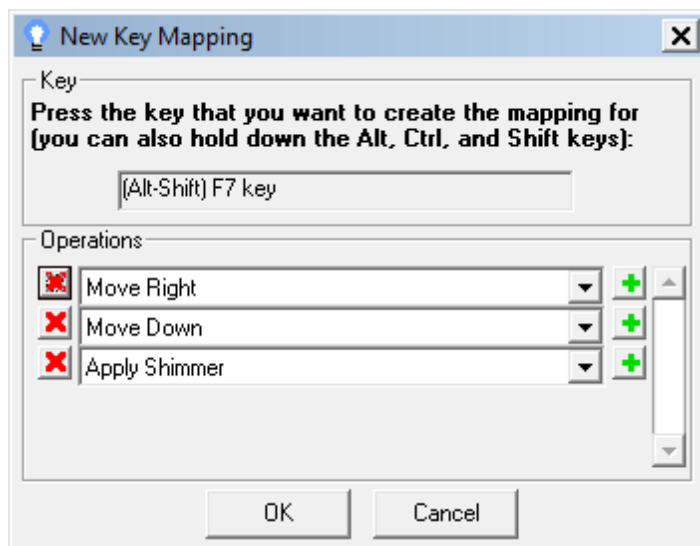 New Key Mapping
Key
Press the key that you want to create the mapping for
(you can also hold down the Alt, Ctrl, and Shift keys):
(Alt-Shift) F7 key
Operations
Move Right
Move Down
Apply Shimmer
OK Cancel